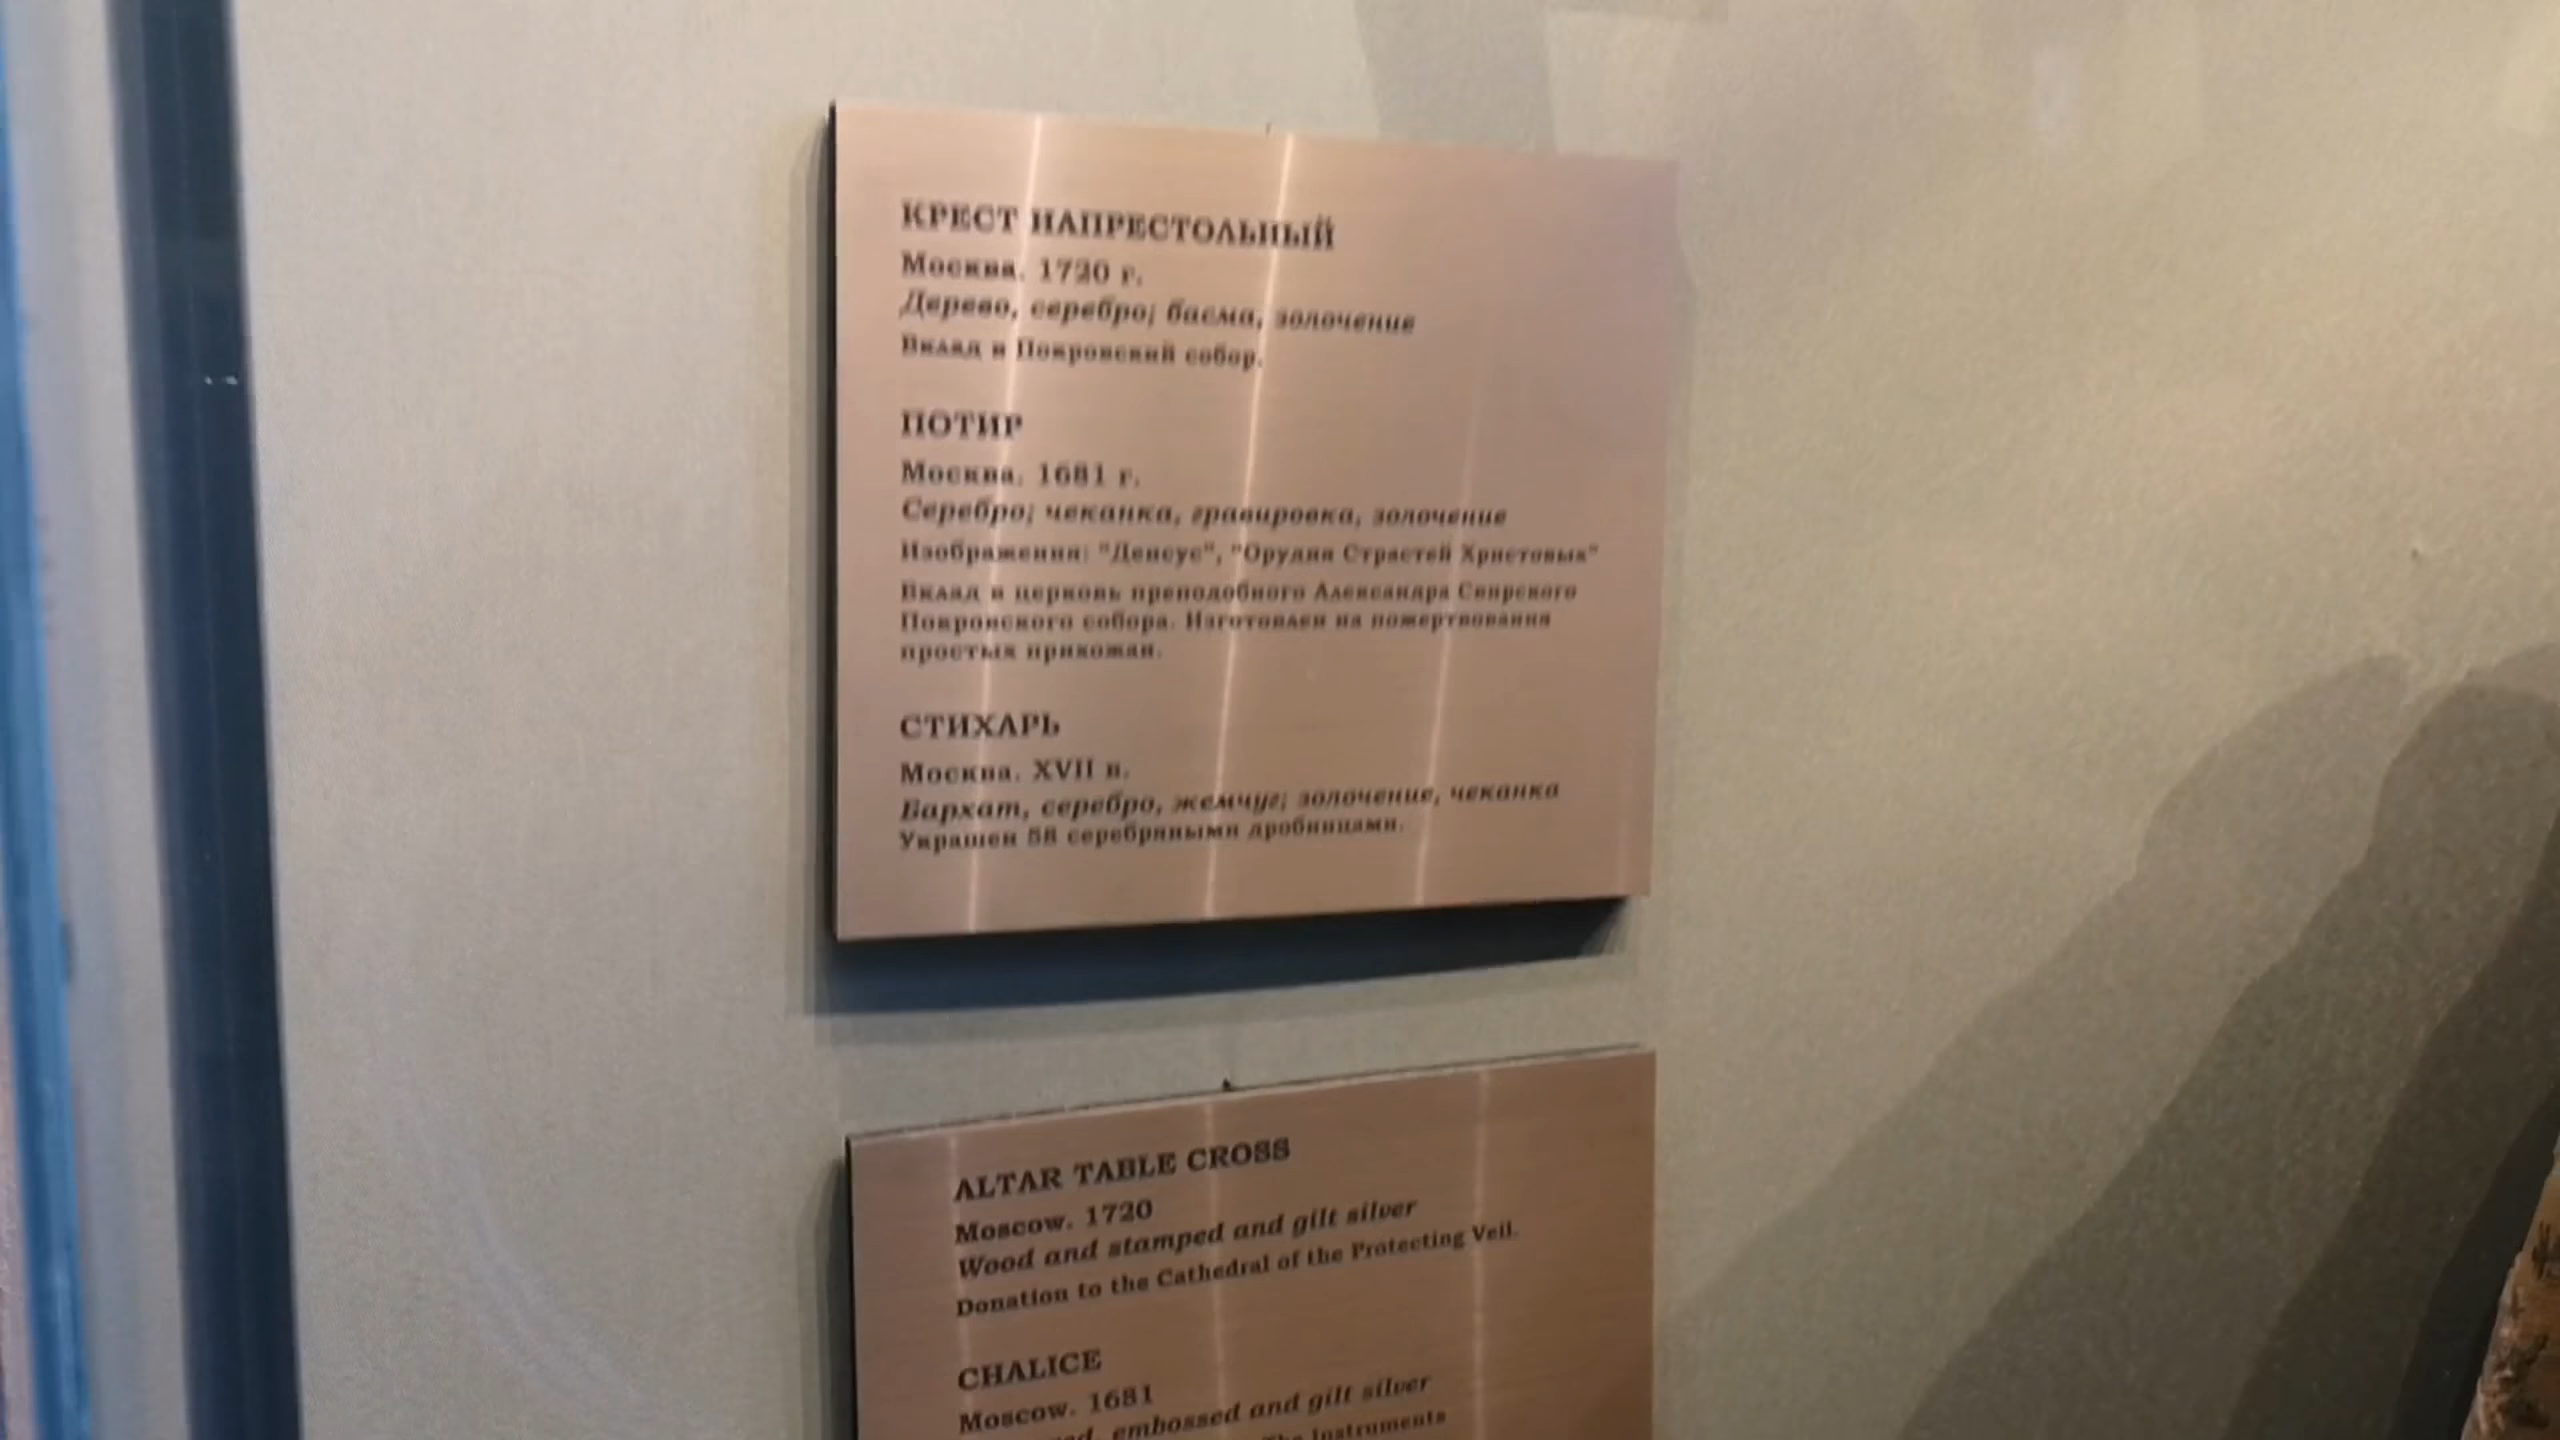 КРЕСТ НАПРЕСТОЛЬНЫЙ
Москва. 1720 г.
Дерево, серебро; басма, золочение
Вклад в Покровский собор.
ПОТИР
Москва. 1681 г.
Серебро; чеканка, гравировка, золочение
Изображения: "Деисус", "Орудия Страстей Христовых"
Вклад в церковь преподобного Александра Свирского
Покровского собора. Изготовлен на пожертвования
простых прихожан.
СТИХАРЬ
Москва. XVII в.
Бархат, серебро, жемчуг; золочение, чеканка
Украшен 58 серебряными дробницами.
ALTAR TABLE CROSS
Moscow. 1720
Wood and stamped and gilt silver
Donation to the Cathedral of the Protecting Veil.
CHALICE
Moscow. 1681
embossed and gilt silver
The Instruments